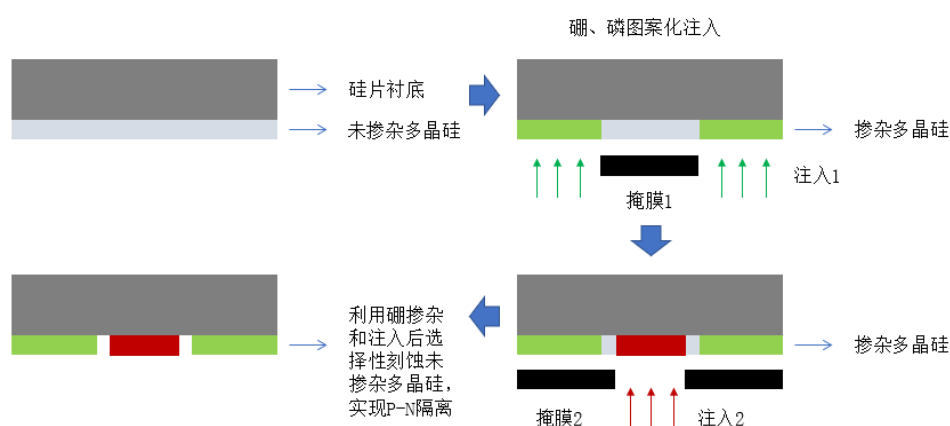 硼、磷图案化注入
硅片衬底
未掺杂多晶硅
掺杂多晶硅
注入1
掩膜1
利用硼掺杂
和注入后选
择性刻蚀未
掺杂多晶硅，
实现P-N隔离
掺杂多晶硅
掩膜2
注入2